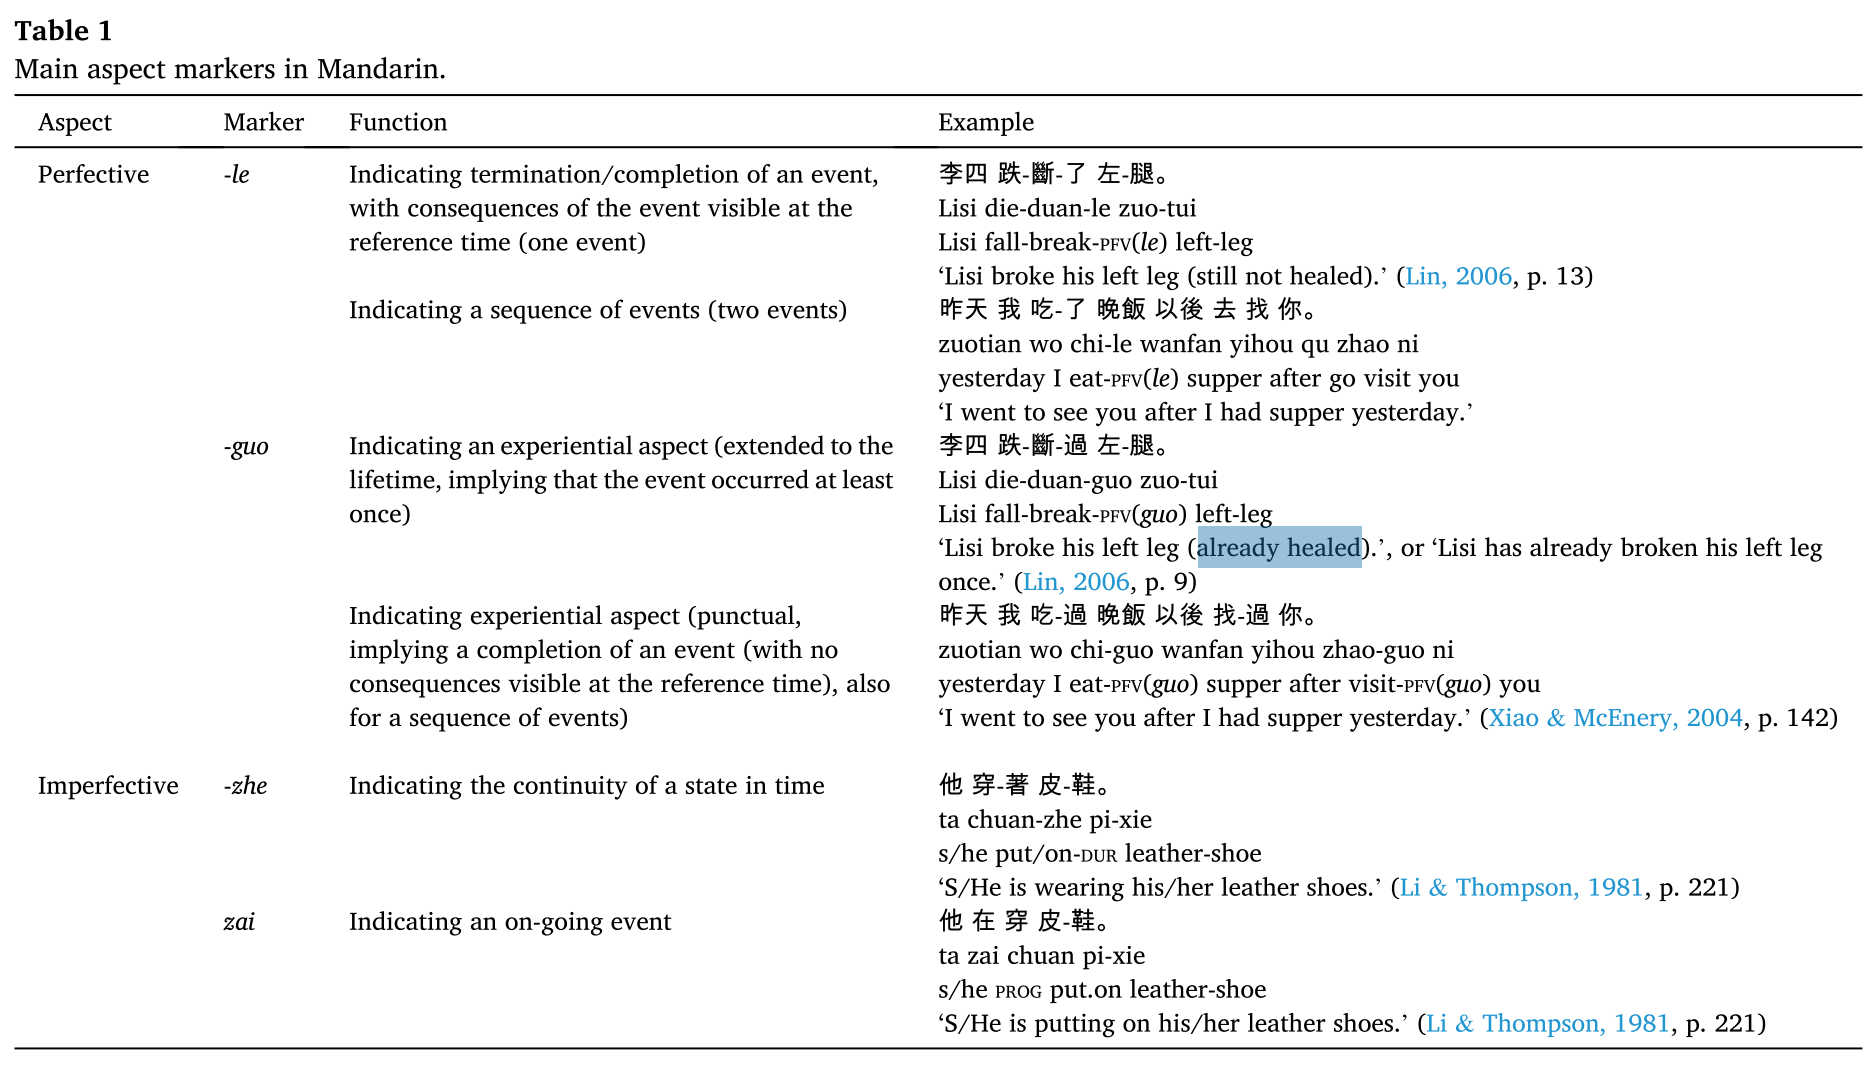 Table 1
Main aspect markers in Mandarin.
Aspect Marker Function Example
Perfective -le Indicating termination/completion of an event, 李四 跌-斷-了 左-腿。
with consequences of the event visible at the Lisi die-duan-le zuo-tui
reference time (one event) Lisi fall-break-PFV(le) left-leg
‘Lisi broke his left leg (still not healed).’ (Lin, 2006, p. 13)
Indicating a sequence of events (two events) 昨天 我 吃-了 晚飯 以後 去 找 你。
zuotian wo chi-le wanfan yihou qu zhao ni
yesterday I eat-PFV(le) supper after go visit you
‘I went to see you after I had supper yesterday.’
-guo Indicating an experiential aspect (extended to the 李四 跌-斷-過 左-腿。
lifetime, implying that the event occurred at least Lisi die-duan-guo zuo-tui
once) Lisi fall-break-PFV(guo) left-leg
‘Lisi broke his left leg (already healed).’, or ‘Lisi has already broken his left leg
once.’ (Lin, 2006, p. 9)
Indicating experiential aspect (punctual, 昨天 我 吃-過 晚飯 以後 找-過 你。
implying a completion of an event (with no zuotian wo chi-guo wanfan yihou zhao-guo ni
consequences visible at the reference time), also yesterday I eat-PFV(guo) supper after visit-PFV(guo) you
for a sequence of events) ‘I went to see you after I had supper yesterday.’ (Xiao & McEnery, 2004, p. 142)
Imperfective -zhe Indicating the continuity of a state in time 他 穿-著 皮-鞋。
ta chuan-zhe pi-xie
s/he put/on-DUR leather-shoe
‘S/He is wearing his/her leather shoes.’ (Li & Thompson, 1981, p. 221)
zai Indicating an on-going event 他 在 穿 皮-鞋。
ta zai chuan pi-xie
s/he PROG put.on leather-shoe
‘S/He is putting on his/her leather shoes.’ (Li & Thompson, 1981, p. 221)